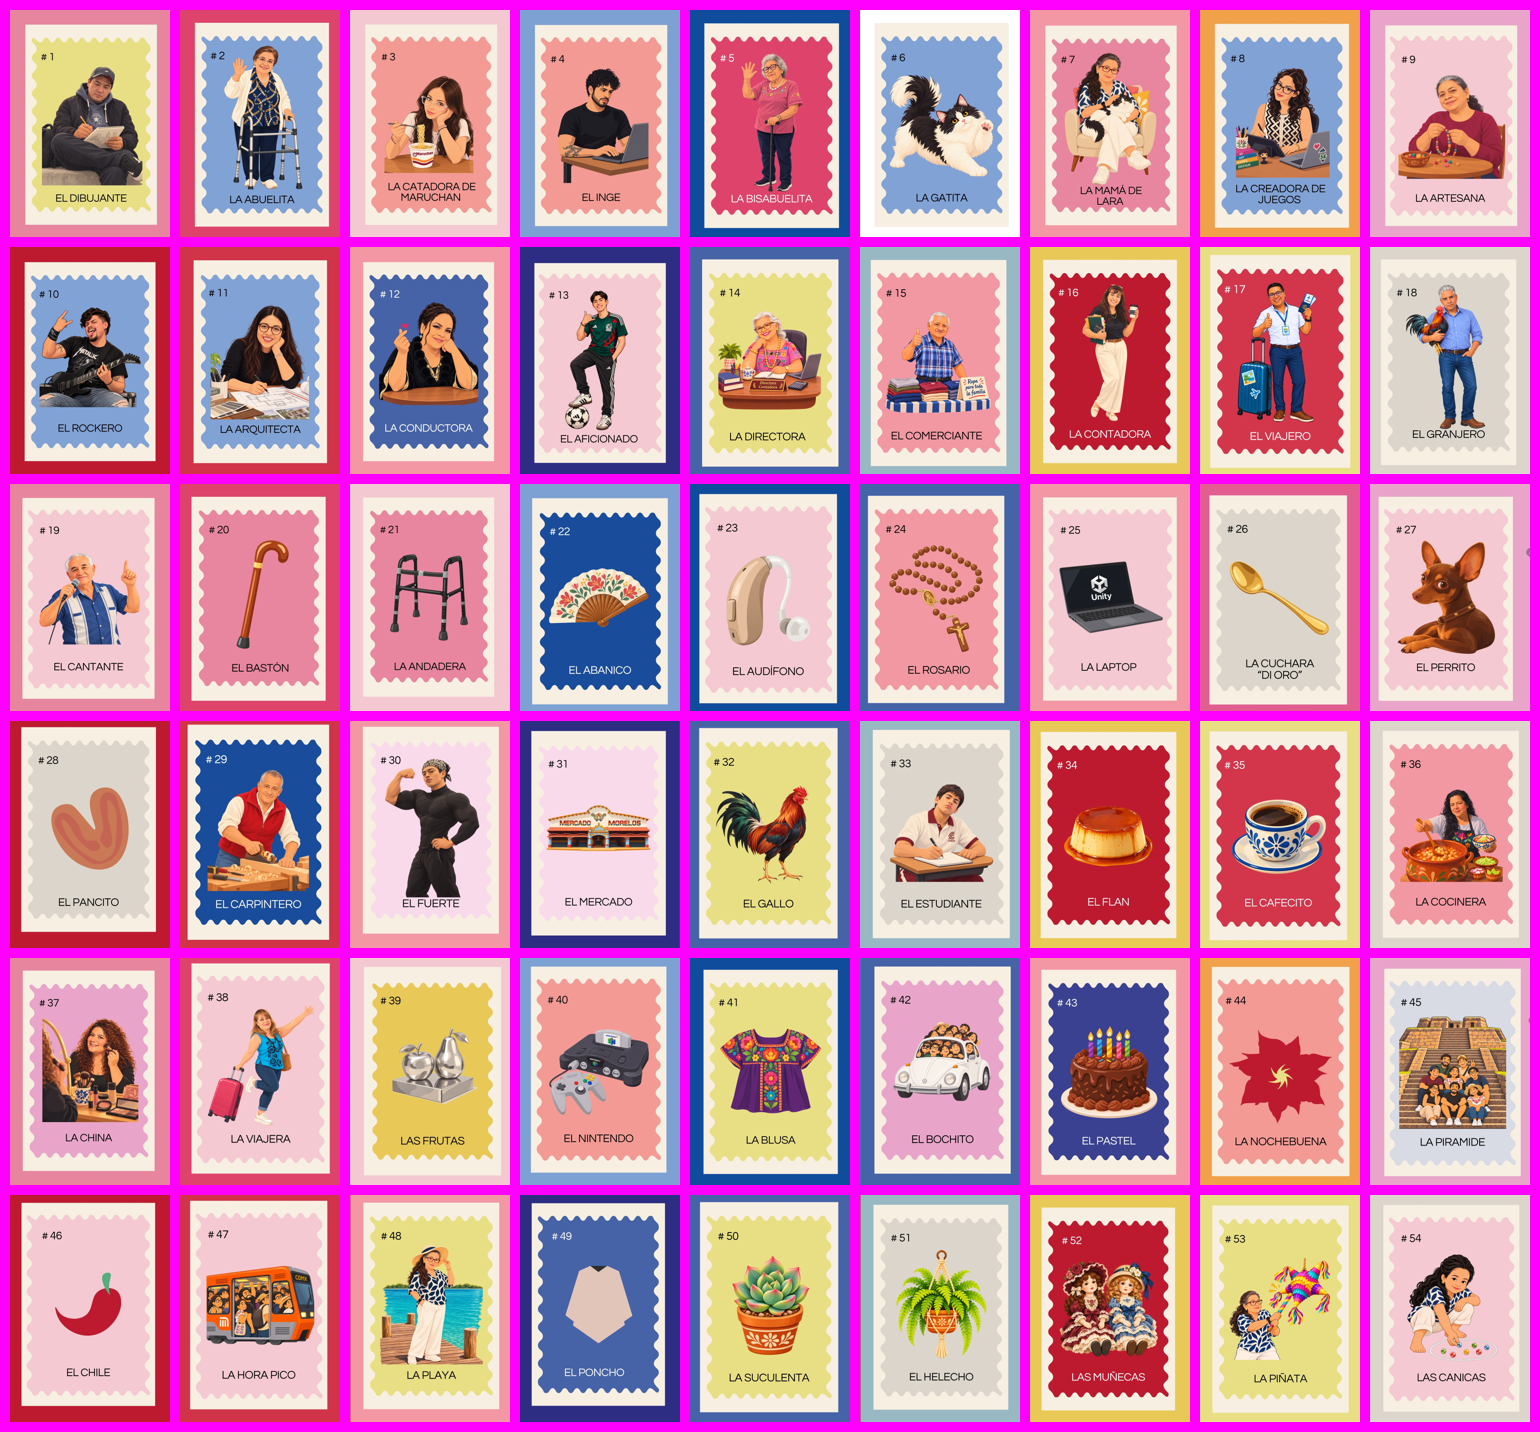 # 1
EL DIBUJANTE
# 2
LA ABUELITA
# 3
LA CATADORA DE
MARUCHAN
# 4
EL INGE
# 5
LA BISABUELITA
# 6
LA GATITA
# 7
LA MAMÁ DE
LARA
# 8
LA CREADORA DE
JUEGOS
# 9
LA ARTESANA
# 10
EL ROCKERO
# 11
LA ARQUITECTA
# 12
LA CONDUCTORA
# 13
EL AFICIONADO
# 14
LA DIRECTORA
# 15
Ropa
para toda
la familia
EL COMERCIANTE
# 16
LA CONTADORA
# 17
EL VIAJERO
# 18
EL GRANJERO
# 19
EL CANTANTE
# 20
EL BASTÓN
# 21
LA ANDADERA
# 22
EL ABANICO
# 23
EL AUDÍFONO
# 24
EL ROSARIO
# 25
Unity
LA LAPTOP
# 26
LA CUCHARA
"DI ORO"
# 27
EL PERRITO
# 28
EL PANCITO
# 29
EL CARPINTERO
# 30
EL FUERTE
# 31
MERCADO MORELOS
EL MERCADO
# 32
EL GALLO
# 33
EL ESTUDIANTE
# 34
EL FLAN
# 35
EL CAFECITO
# 36
LA COCINERA
# 37
LA CHINA
# 38
LA VIAJERA
# 39
LAS FRUTAS
# 40
EL NINTENDO
# 41
LA BLUSA
# 42
EL BOCHITO
# 43
EL PASTEL
# 44
LA NOCHEBUENA
# 45
LA PIRAMIDE
# 46
EL CHILE
# 47
CDMX
LA HORA PICO
# 48
LA PLAYA
# 49
EL PONCHO
# 50
LA SUCULENTA
# 51
EL HELECHO
# 52
LAS MUÑECAS
# 53
LA PIÑATA
# 54
LAS CANICAS